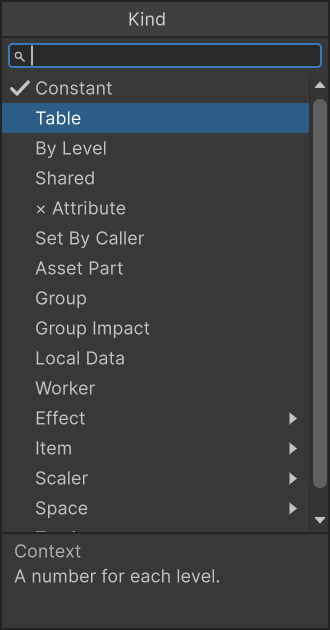 Kind
Constant
Table
By Level
Shared
× Attribute
Set By Caller
Asset Part
Group
Group Impact
Local Data
Worker
Effect
Item
Scaler
Space
Context
A number for each level.